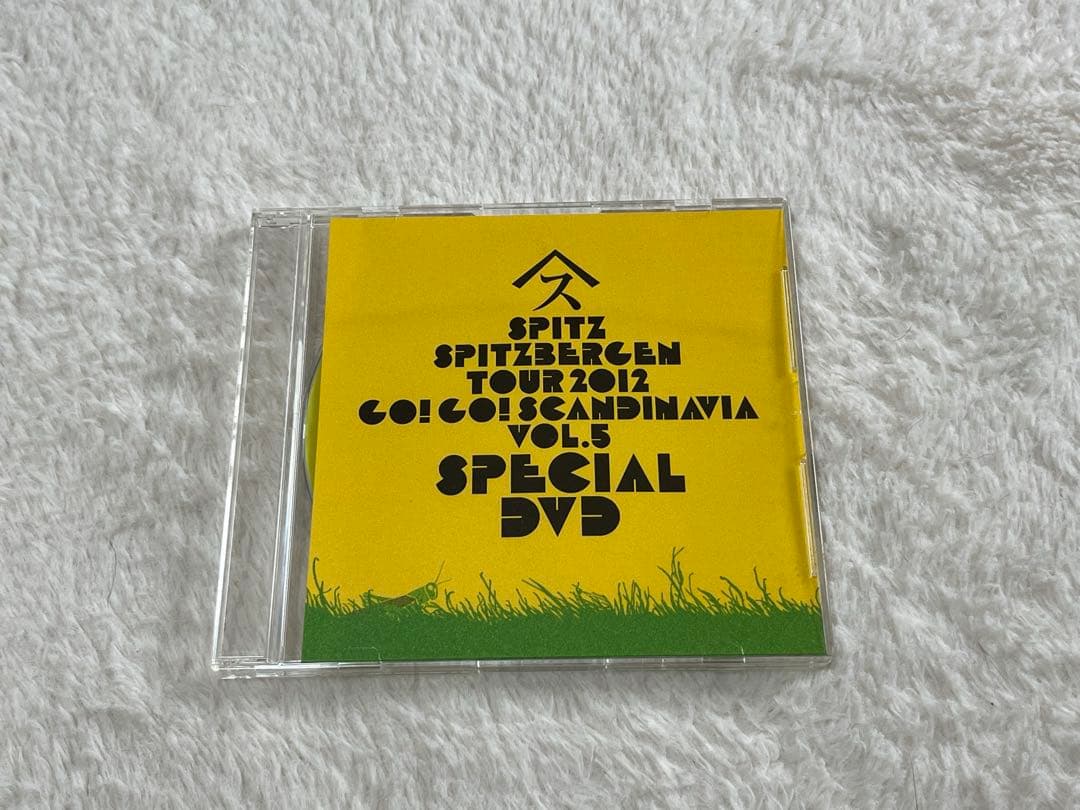 ス
SPITZ
SPITZBERGEN
TOUR 2012
GO! GO! SCANDINAVIA
VOL.5
SPECIAL
DVD